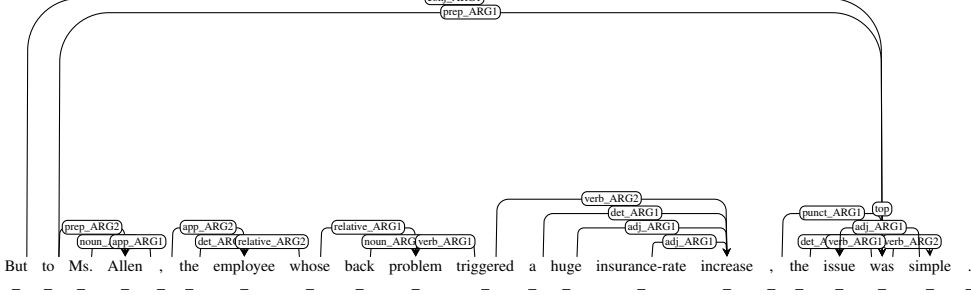 prep_ARG1
verb_ARG2
top
det_ARG1
punct_ARG1
prep_ARG2 app_ARG2 relative_ARG1 adj_ARG1 adj_ARG1
app_ARG1 relative_ARG2 verb_ARG1 adj_ARG1 verb_ARG1
But to Ms. Allen , the employee whose back problem triggered a huge insurance-rate increase , the issue was simple .